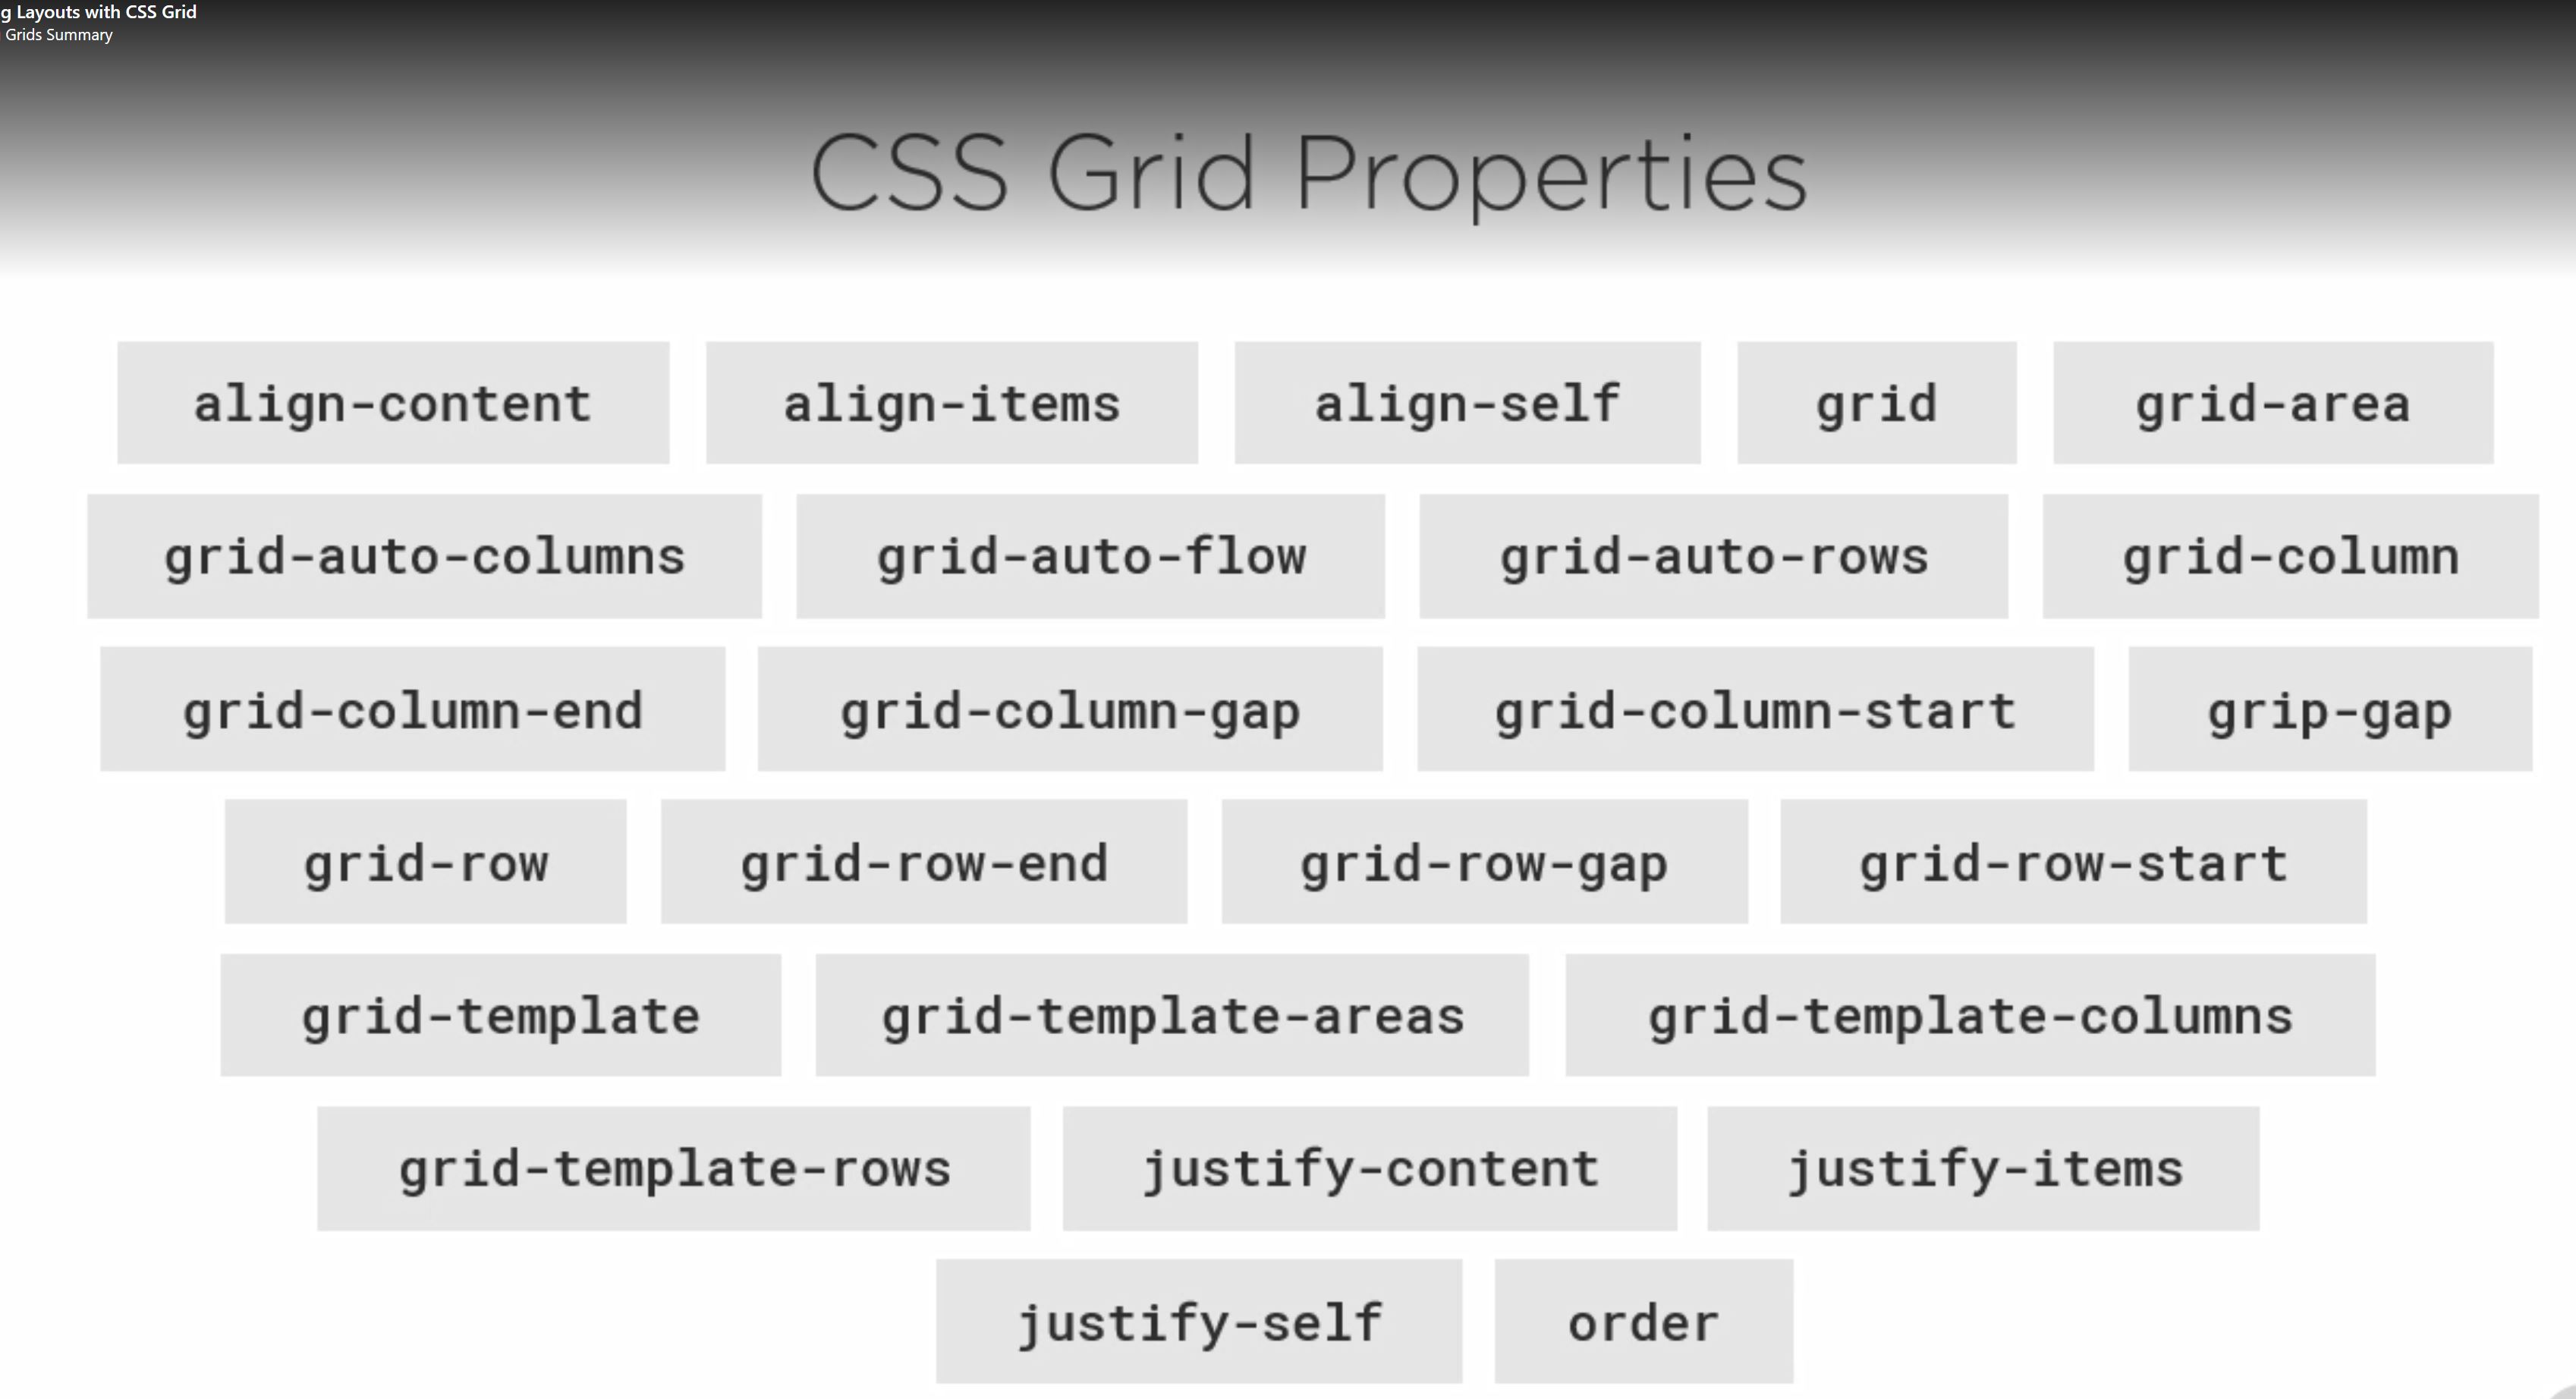 g Layouts with CSS Grid
Grids Summary
CSS Grid Properties
align-content align-items align-self grid grid-area
grid-auto-columns grid-auto-flow grid-auto-rows grid-column
grid-column-end grid-column-gap grid-column-start grip-gap
grid-row grid-row-end grid-row-gap grid-row-start
grid-template grid-template-areas grid-template-columns
grid-template-rows justify-content justify-items
justify-self order